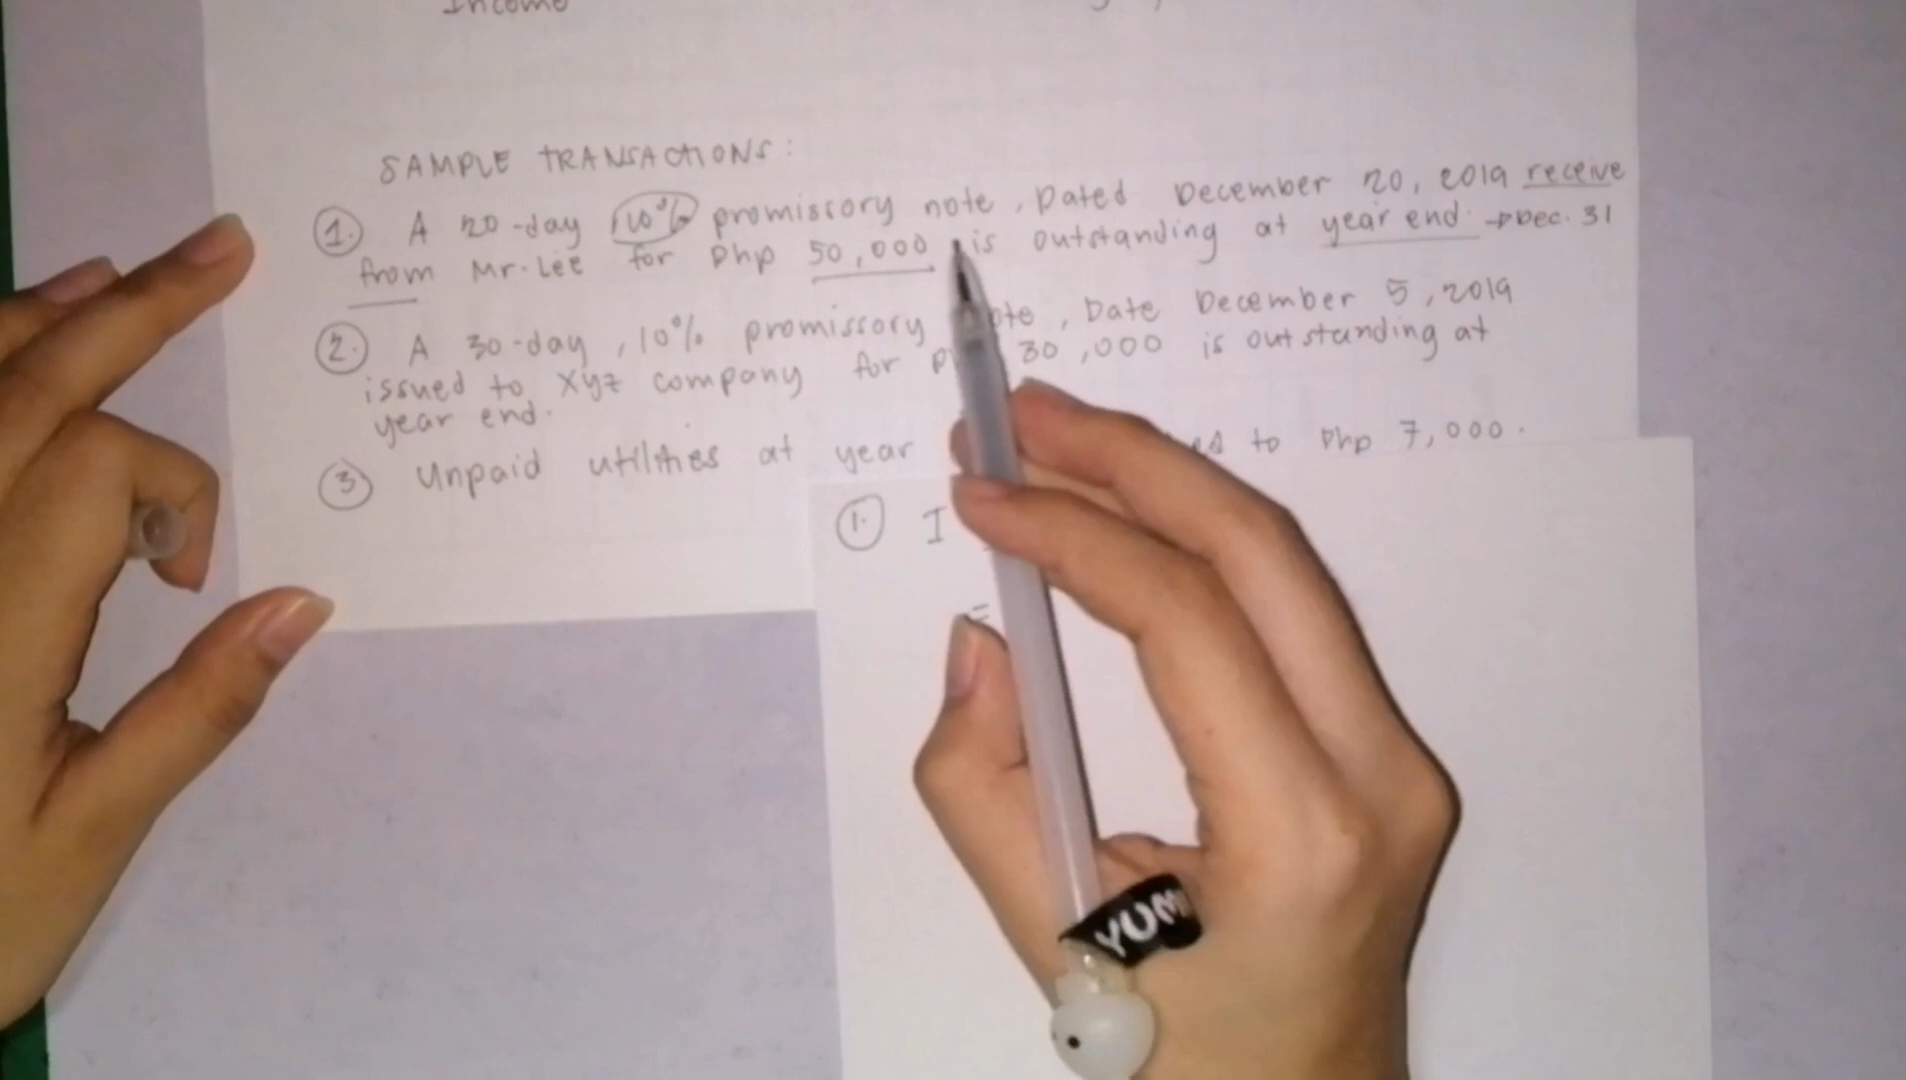 Income
SAMPLE TRANSACTIONS:
1. A 20-day, 10% promissory note, Dated December 20, 2019 receive
from Mr. Lee for Php 50,000 is outstanding at year end. → Dec. 31
2. A 30-day, 10% promissory , Date December 5, 2019
issued to XYZ company for 30,000 is outstanding at
year end.
3 Unpaid utilities at year to Php 7,000.
1. I
=
YUM